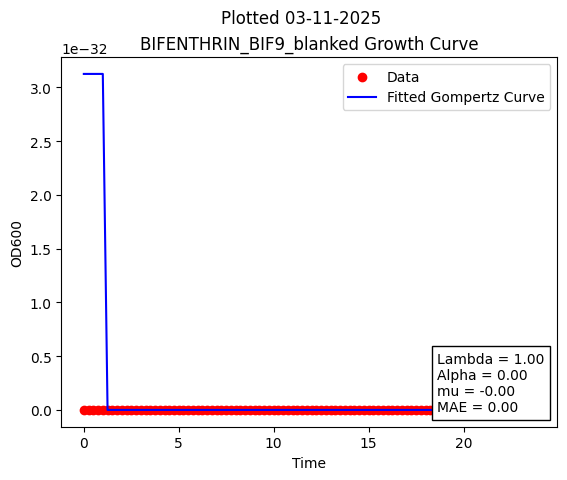 Plotted 03-11-2025
BIFENTHRIN_BIF9_blanked Growth Curve
1e−32
Data
Fitted Gompertz Curve
3.0
2.5
2.0
1.5
1.0
0.5
0.0
OD600
Lambda = 1.00
Alpha = 0.00
mu = -0.00
MAE = 0.00
0 5 10 15 20
Time